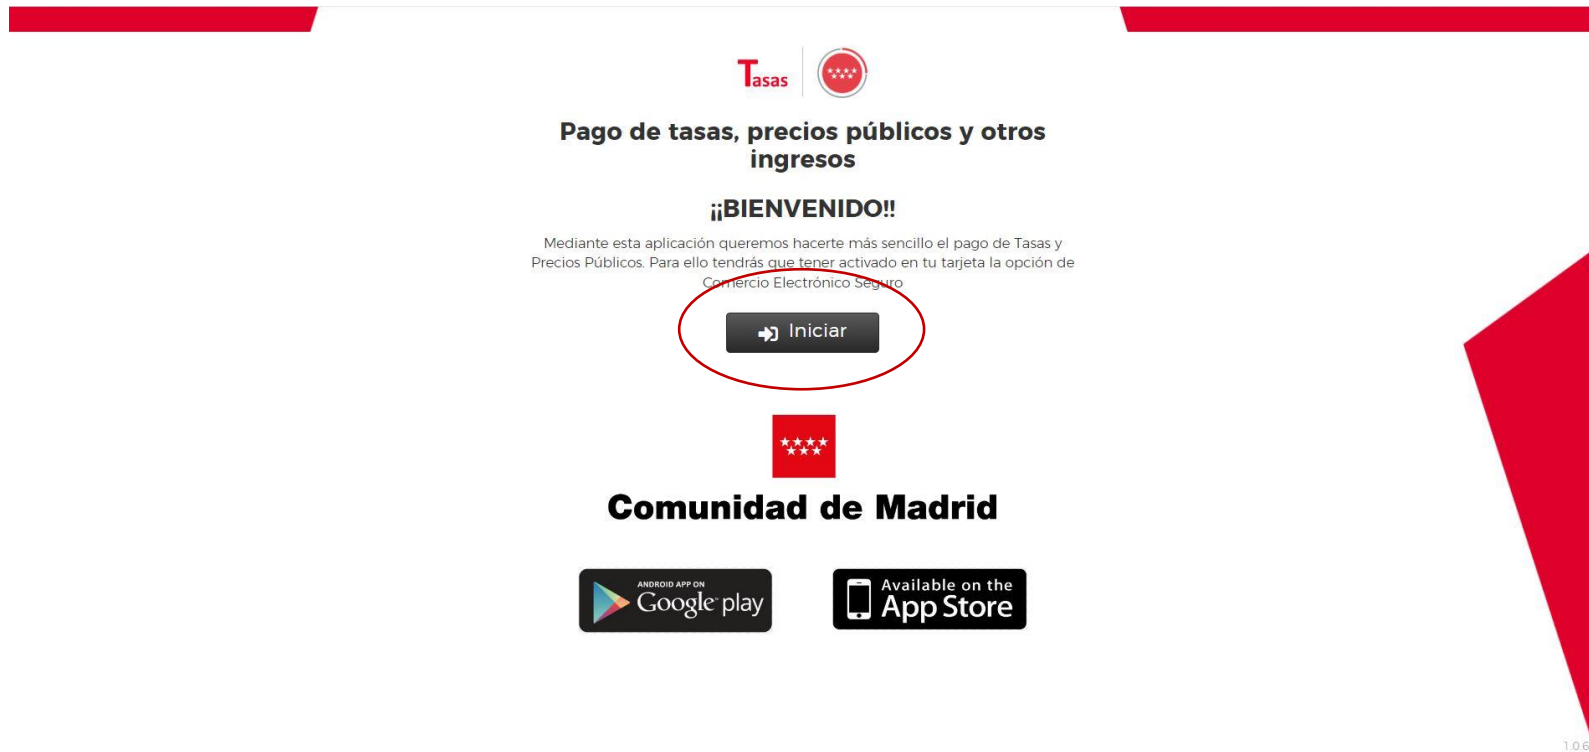 Tasas
Pago de tasas, precios públicos y otros
ingresos
¡¡BIENVENIDO!!
Mediante esta aplicación queremos hacerte más sencillo el pago de Tasas y
Precios Públicos. Para ello tendrás que tener activado en tu tarjeta la opción de
Comercio Electrónico Seguro
Iniciar
Comunidad de Madrid
ANDROID APP ON
Google play
Available on the
App Store
1.0.6